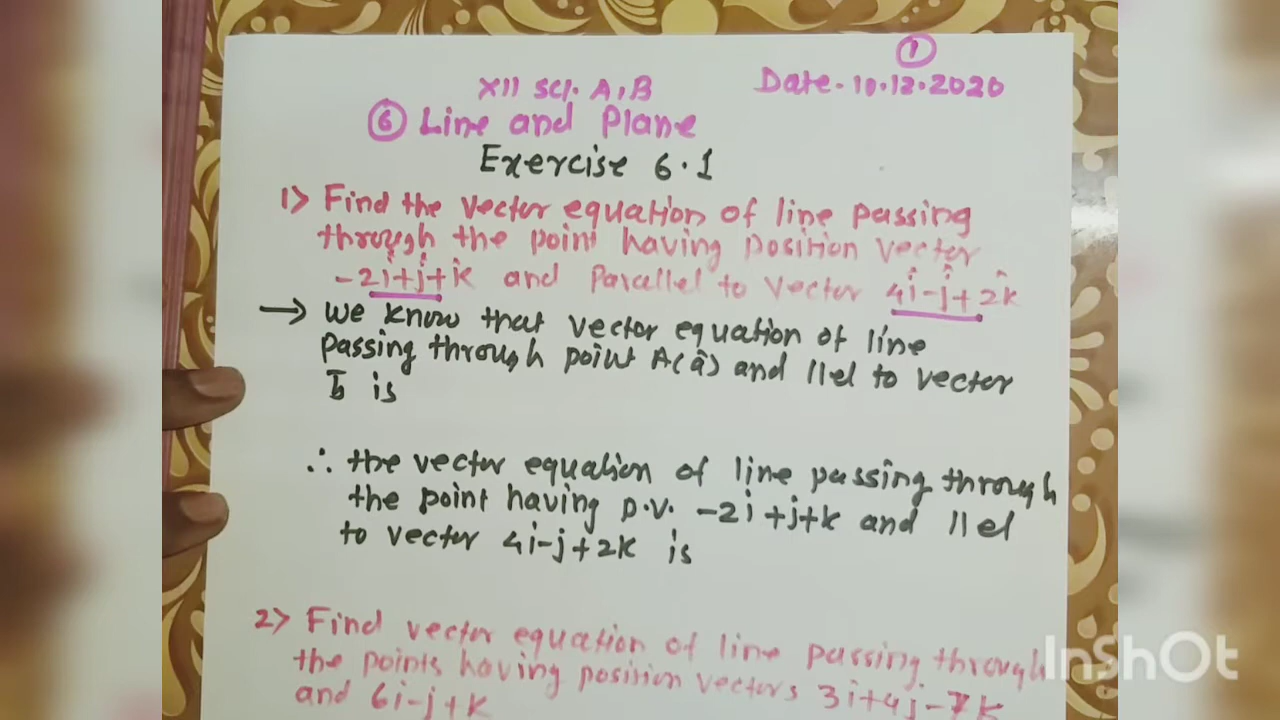 ①
XII SCI. A, B Date. 10.12.2020
⑥ Line and Plane
Exercise 6.1
1> Find the vector equation of line passing
through the point having position vector
-2î+ĵ+k̂ and parallel to vector 4î-ĵ+2k̂
→ we know that vector equation of line
passing through point A(ā) and llel to vector
b̄ is
∴ the vector equation of line passing through
the point having p.v. -2i+j+k and llel
to vector 4i-j+2k is
2> Find vector equation of line passing through
the points having position vectors 3i+4j-7k
and 6i-j+k
InShOt